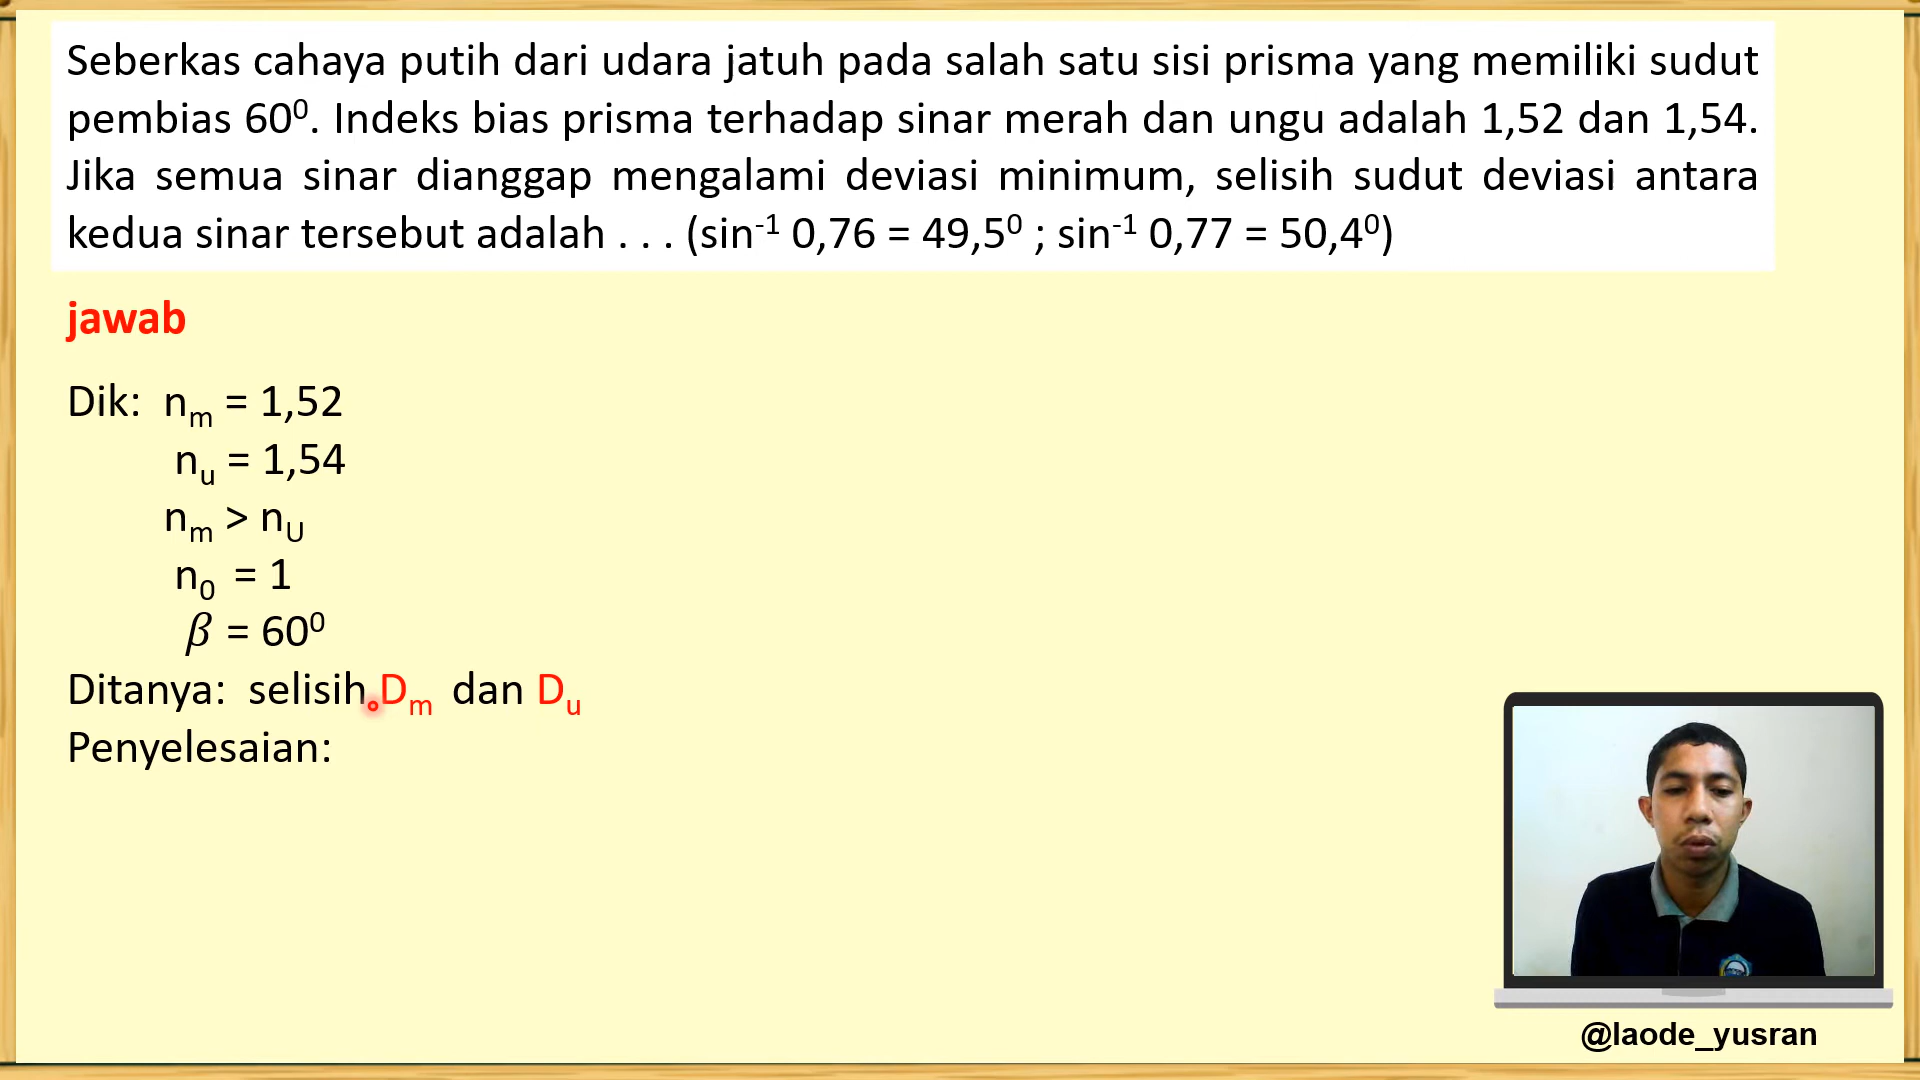 Seberkas cahaya putih dari udara jatuh pada salah satu sisi prisma yang memiliki sudut
pembias 60⁰. Indeks bias prisma terhadap sinar merah dan ungu adalah 1,52 dan 1,54.
Jika semua sinar dianggap mengalami deviasi minimum, selisih sudut deviasi antara
kedua sinar tersebut adalah . . . (sin⁻¹ 0,76 = 49,5⁰ ; sin⁻¹ 0,77 = 50,4⁰)
jawab
Dik: nₘ = 1,52
nᵤ = 1,54
nₘ > n_U
n₀ = 1
β = 60⁰
Ditanya: selisih Dₘ dan Dᵤ
Penyelesaian:
@laode_yusran